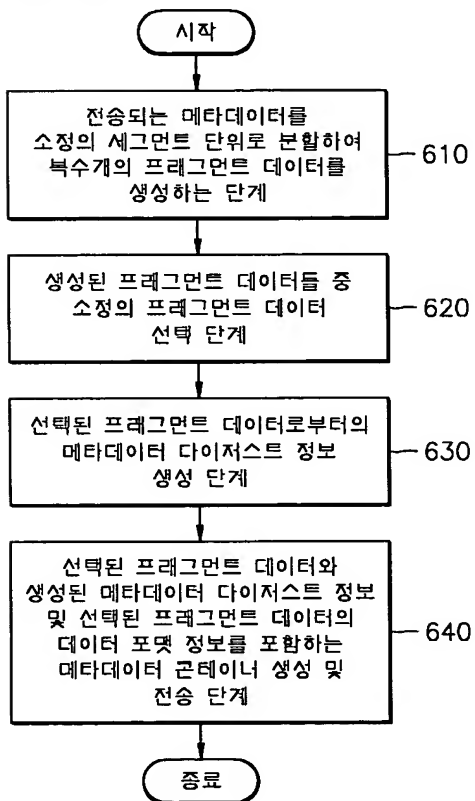 시작
전송되는 메타데이터를
소정의 세그먼트 단위로 분할하여
복수개의 프래그먼트 데이터를
생성하는 단계
610
생성된 프래그먼트 데이터들 중
소정의 프래그먼트 데이터
선택 단계
620
선택된 프래그먼트 데이터로부터의
메타데이터 다이저스트 정보
생성 단계
630
선택된 프래그먼트 데이터와
생성된 메타데이터 다이저스트 정보
및 선택된 프래그먼트 데이터의
데이터 포맷 정보를 포함하는
메타데이터 콘테이너 생성 및
전송 단계
640
종료